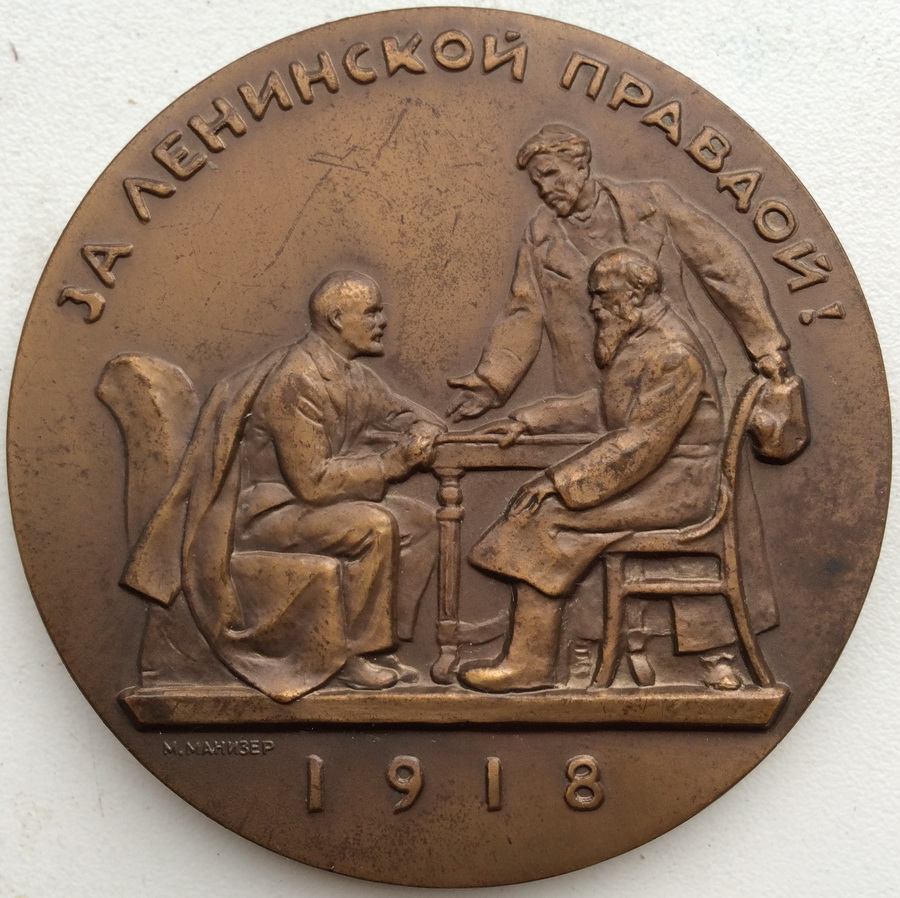 ЗА ЛЕНИНСКОЙ ПРАВДОЙ!
М. МАНИЗЕР
1918